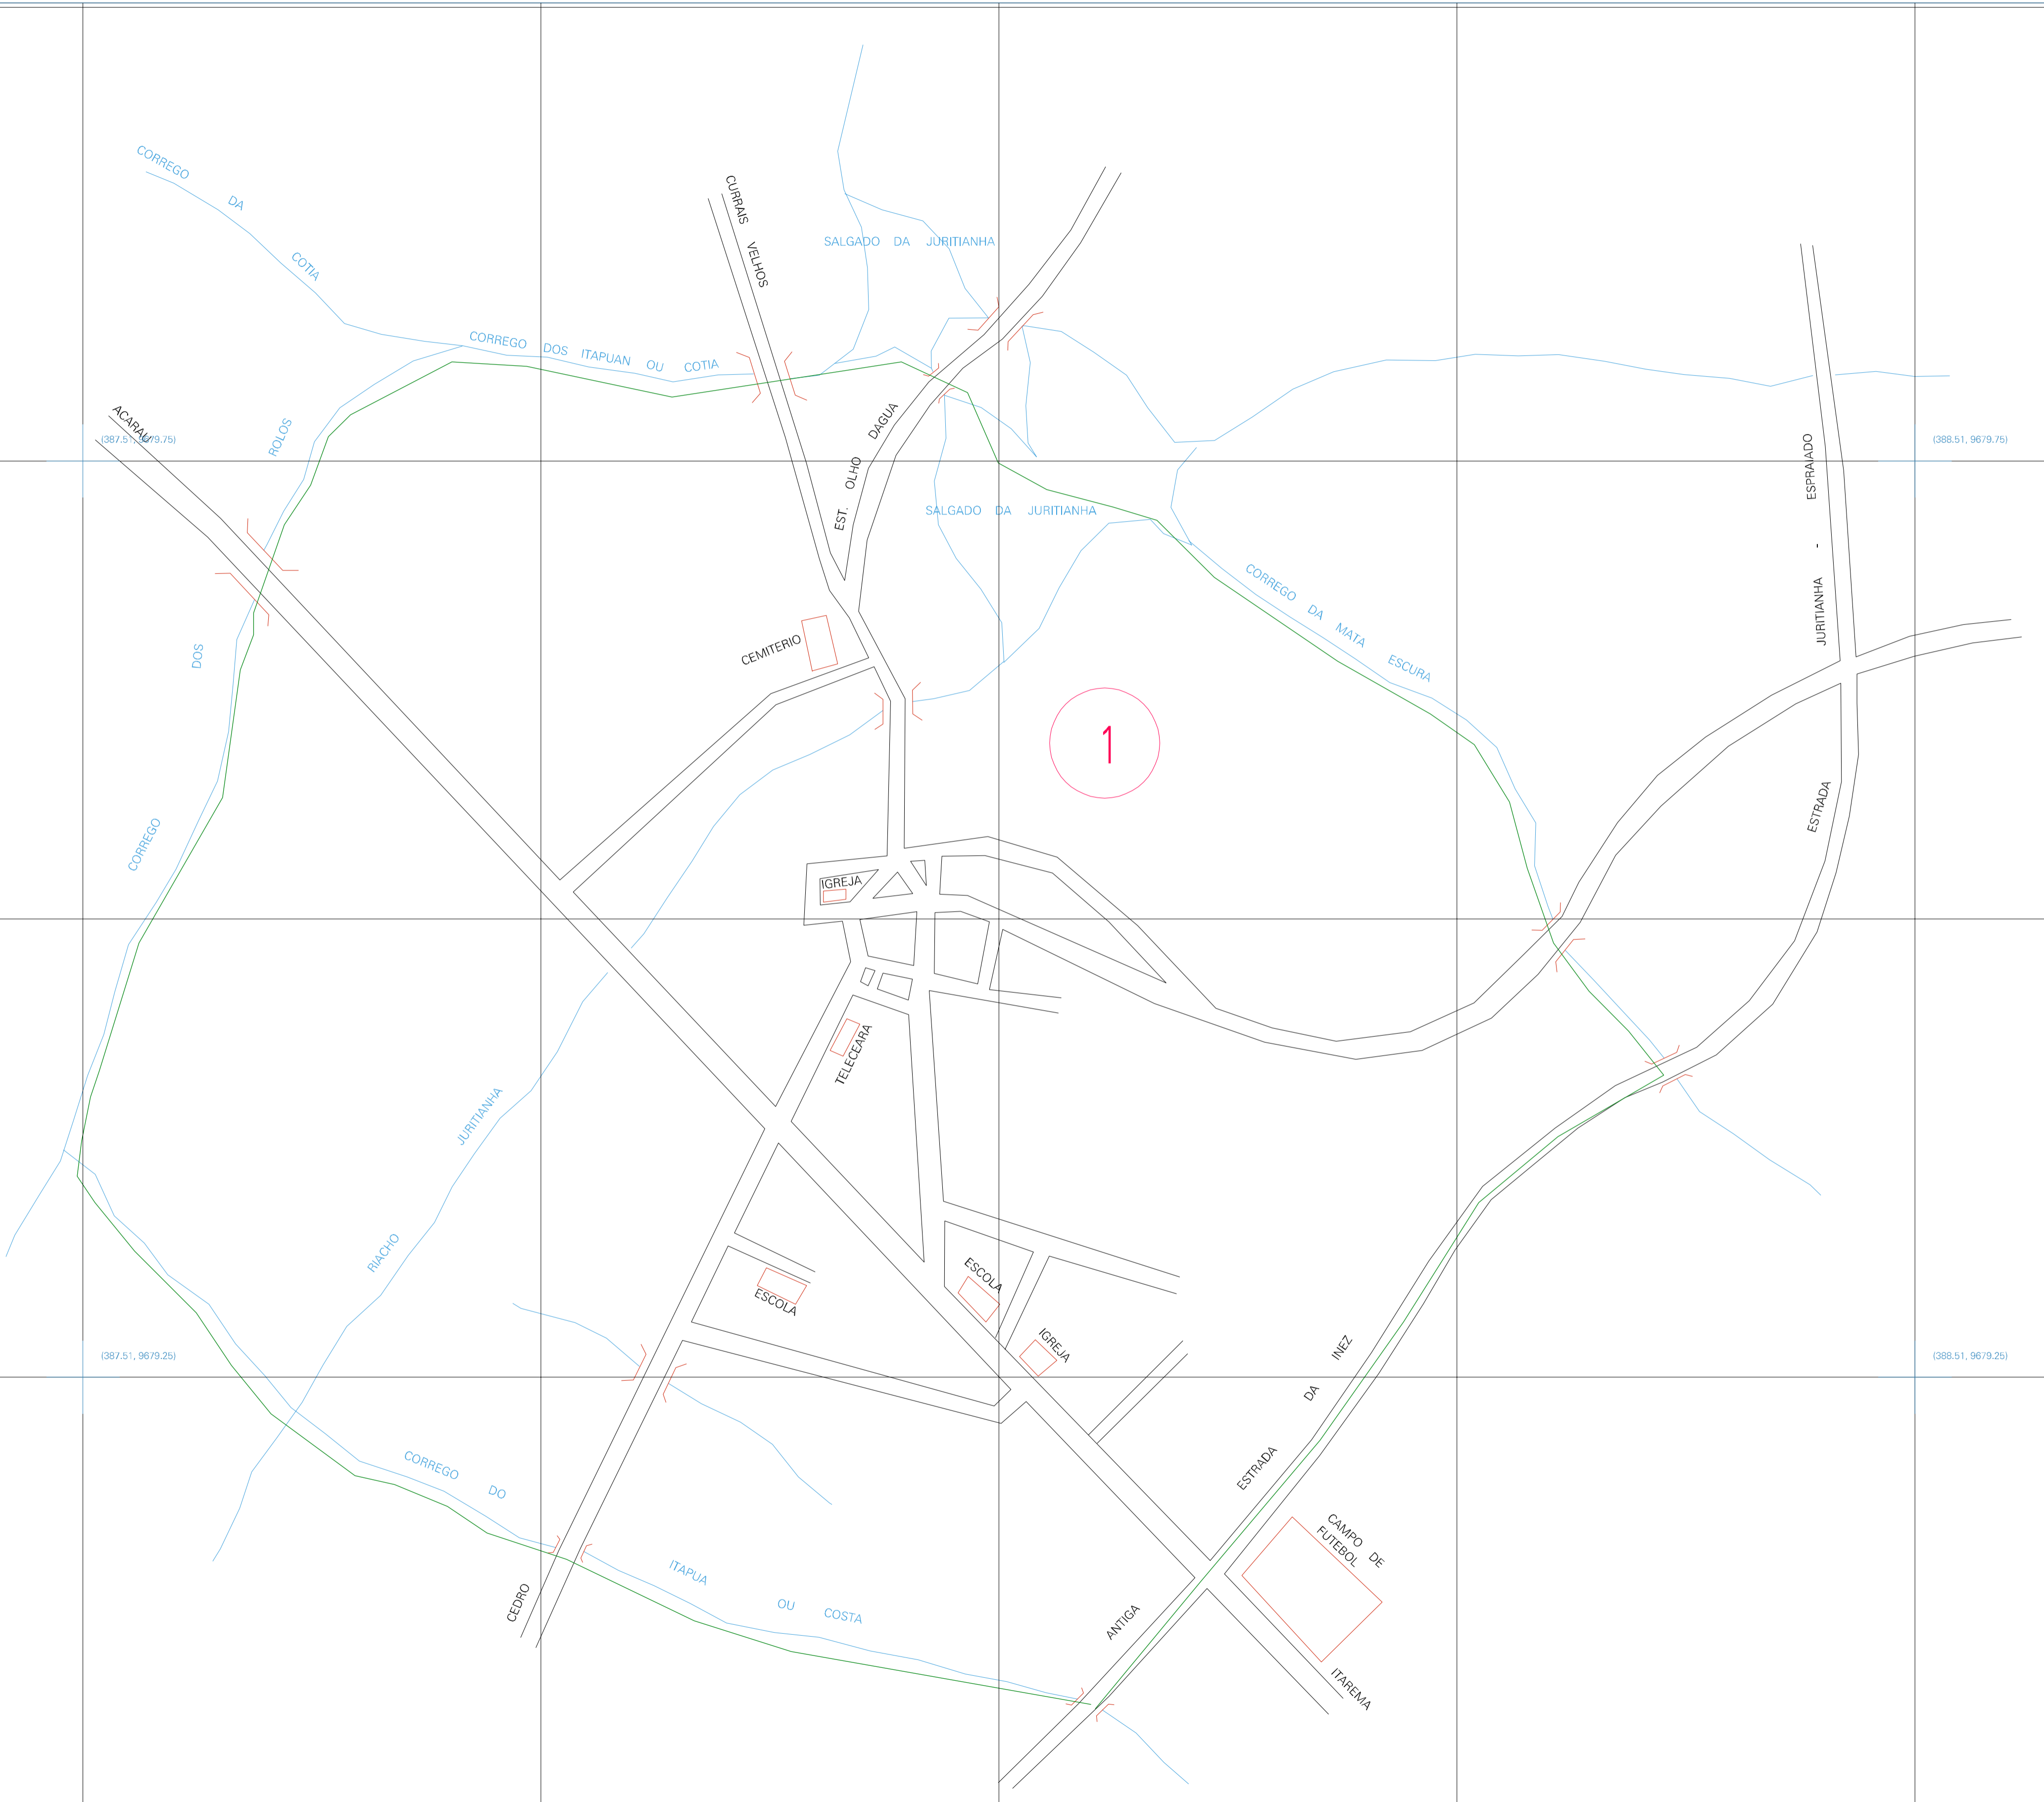 CORREGO DA COTIA
CURRAIS VELHOS
SALGADO DA JURITIANHA
CORREGO DOS ITAPUAN OU COTIA
ACARAU
(387.51, 9679.75)
CORREGO DOS ROLOS
EST. OLHO DAGUA
(388.51, 9679.75)
SALGADO DA JURITIANHA
ESTRADA JURITIANHA - ESPRAIADO
CORREGO DA MATA ESCURA
CEMITERIO
1
IGREJA
TELECEARA
RIACHO JURITIANHA
ESCOLA
ESCOLA
IGREJA
(387.51, 9679.25)
(388.51, 9679.25)
ESTRADA ANTIGA DA INEZ
CORREGO DO ITAPUA OU COSTA
CAMPO DE
FUTEBOL
CEDRO
ITAREMA